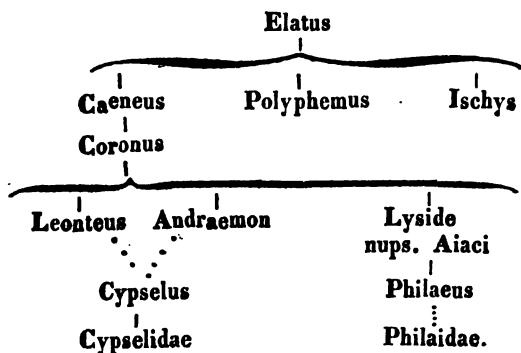 Elatus
Caeneus Polyphemus Ischys
Coronus
Leonteus Andraemon Lyside
nups. Aiaci
Cypselus Philaeus
Cypselidae Philaidae.